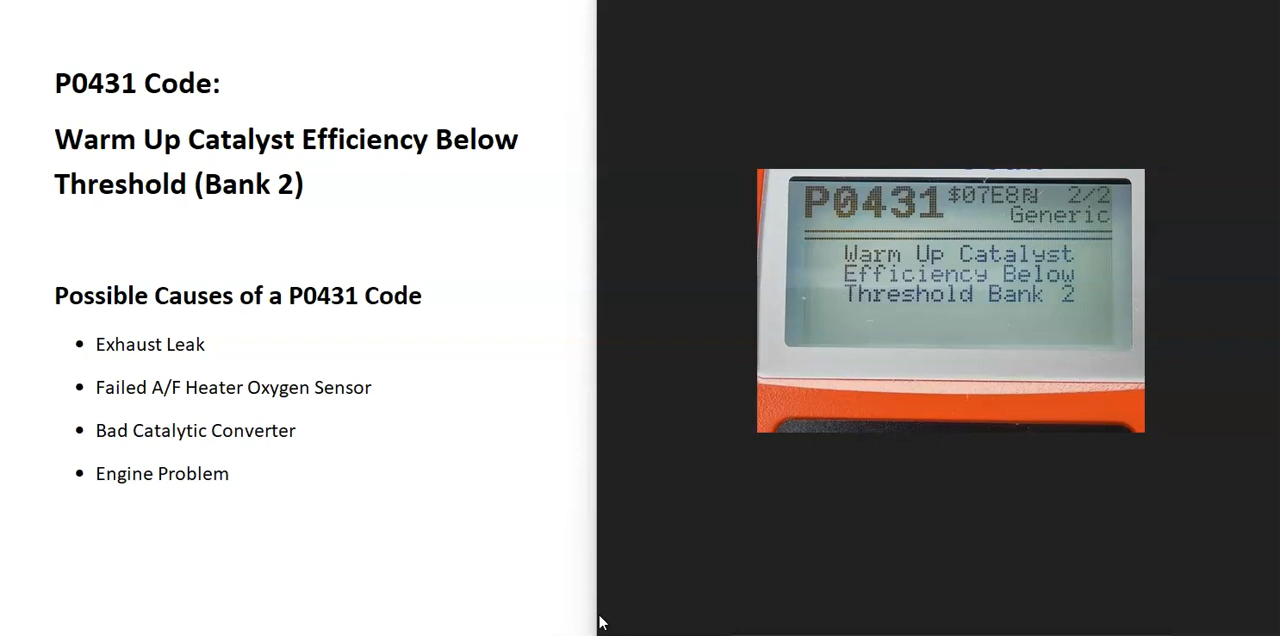 P0431 Code:
Warm Up Catalyst Efficiency Below
Threshold (Bank 2)
Possible Causes of a P0431 Code
Exhaust Leak
Failed A/F Heater Oxygen Sensor
Bad Catalytic Converter
Engine Problem
P0431 $07E8 2/2
Generic
Warm Up Catalyst
Efficiency Below
Threshold Bank 2